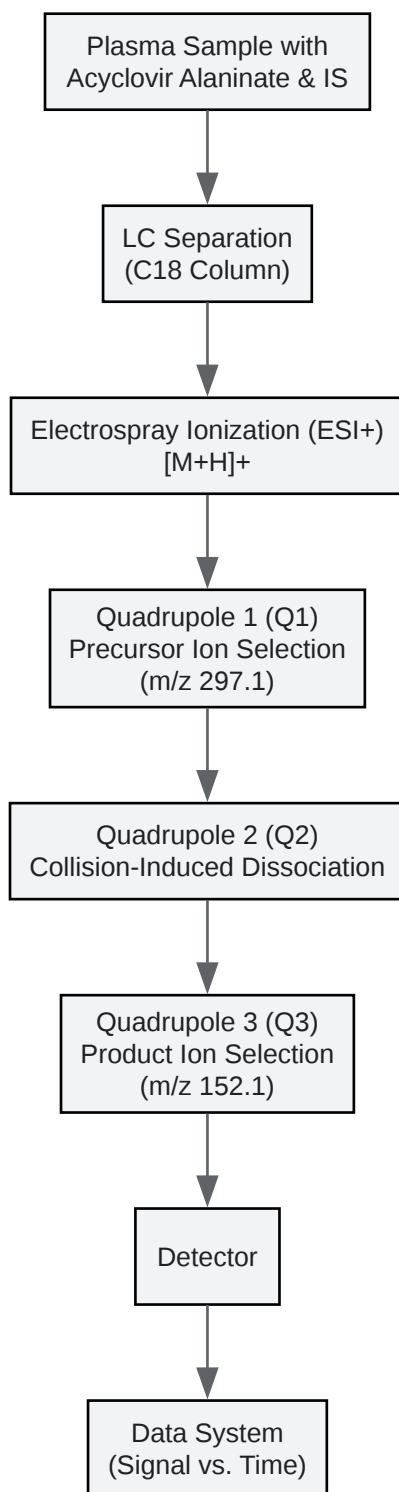 Plasma Sample with
Acyclovir Alaninate & IS
LC Separation
(C18 Column)
Electrospray Ionization (ESI+)
[M+H]+
Quadrupole 1 (Q1)
Precursor Ion Selection
(m/z 297.1)
Quadrupole 2 (Q2)
Collision-Induced Dissociation
Quadrupole 3 (Q3)
Product Ion Selection
(m/z 152.1)
Detector
Data System
(Signal vs. Time)